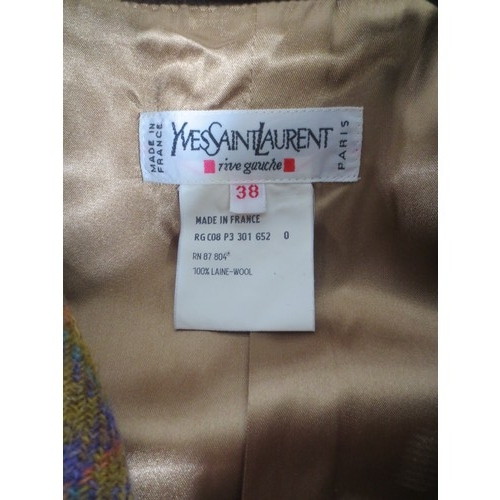 MADE IN
FRANCE
YVESSAINTLAURENT
rive gauche
PARIS
38
MADE IN FRANCE
RG C08 P3 301 652 0
RN 87 804*
100% LAINE-WOOL